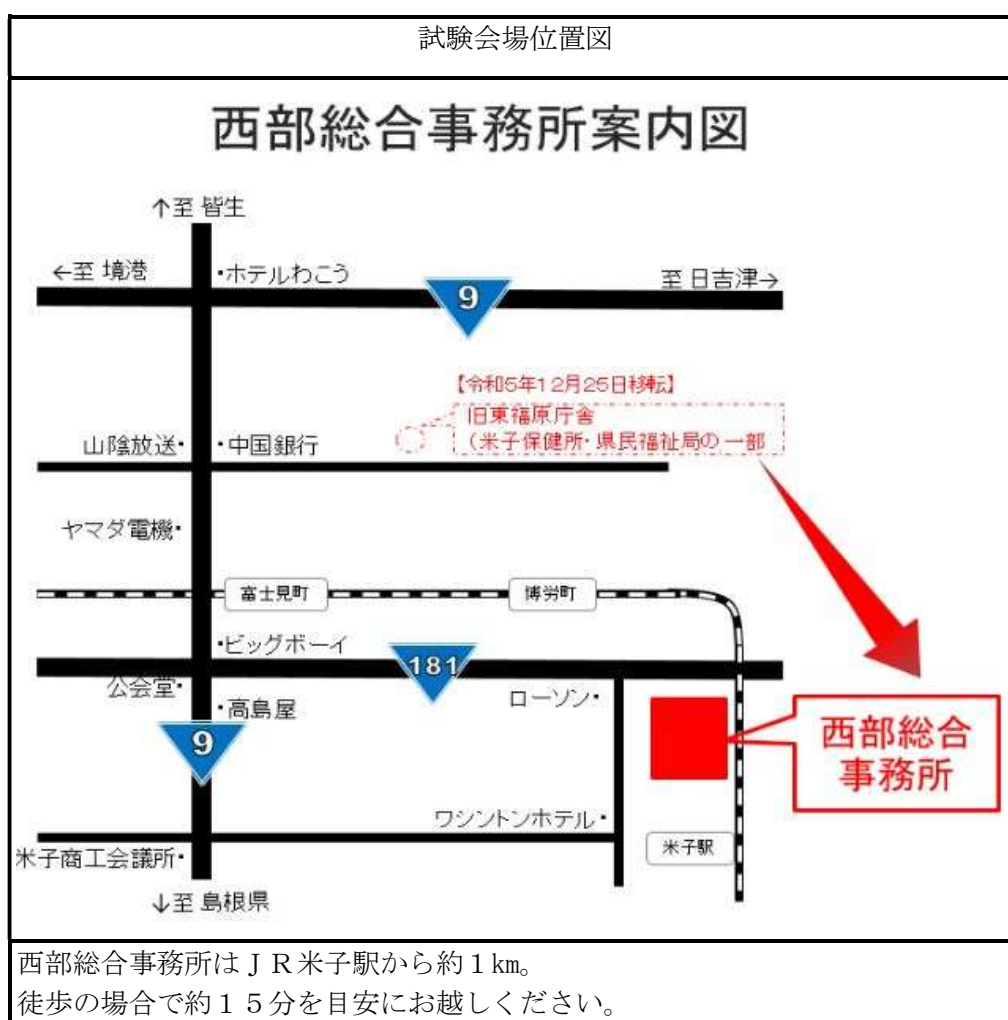 試験会場位置図
西部総合事務所案内図
↑至 皆生
←至 境港
・ホテルわこう
至 日吉津→
9
【令和5年12月25日移転】
旧東福原庁舎
（米子保健所・県民福祉局の一部
山陰放送・
・中国銀行
ヤマダ電機・
富士見町
博労町
・ビッグボーイ
181
公会堂・
・高島屋
ローソン・
9
西部総合
事務所
ワシントンホテル・
米子駅
米子商工会議所・
↓至 島根県
西部総合事務所はＪＲ米子駅から約１㎞。
徒歩の場合で約１５分を目安にお越しください。